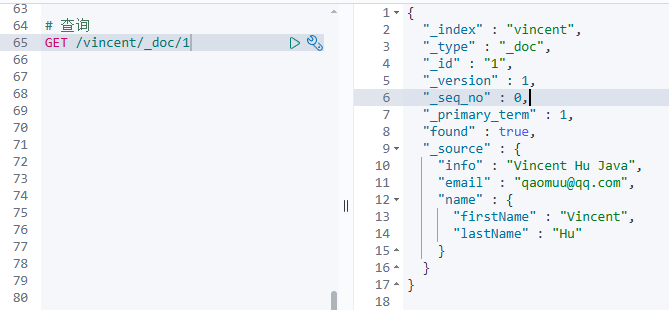 63
64 # 查询
65 GET /vincent/_doc/1
66
67
68
69
70
71
72
73
74
75
76
77
78
79
80
1 {
2 "_index" : "vincent",
3 "_type" : "_doc",
4 "_id" : "1",
5 "_version" : 1,
6 "_seq_no" : 0,
7 "_primary_term" : 1,
8 "found" : true,
9 "_source" : {
10 "info" : "Vincent Hu Java",
11 "email" : "qaomuu@qq.com",
12 "name" : {
13 "firstName" : "Vincent",
14 "lastName" : "Hu"
15 }
16 }
17 }
18